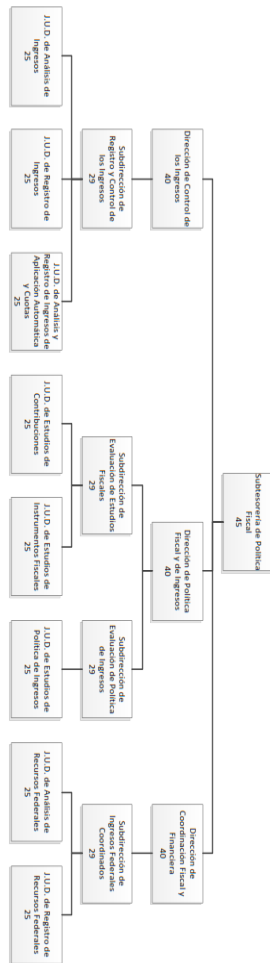 Subtesorería de Política
Fiscal
45
Dirección de Control de
los Ingresos
40
Dirección de Política
Fiscal y de Ingresos
40
Dirección de
Coordinación Fiscal y
Financiera
40
Subdirección de
Registro y Control de
los Ingresos
29
Subdirección de
Evaluación de Estudios
Fiscales
29
Subdirección de
Evaluación de Política
de Ingresos
29
Subdirección de
Ingresos Federales
Coordinados
29
J.U.D. de Análisis de
Ingresos
25
J.U.D. de Registro de
Ingresos
25
J.U.D. de Análisis y
Registro de Ingresos de
Aplicación Automática
y Cuotas
25
J.U.D. de Estudios de
Contribuciones
25
J.U.D. de Estudios de
Instrumentos Fiscales
25
J.U.D. de Estudios de
Política de Ingresos
25
J.U.D. de Análisis de
Recursos Federales
25
J.U.D. de Registro de
Recursos Federales
25